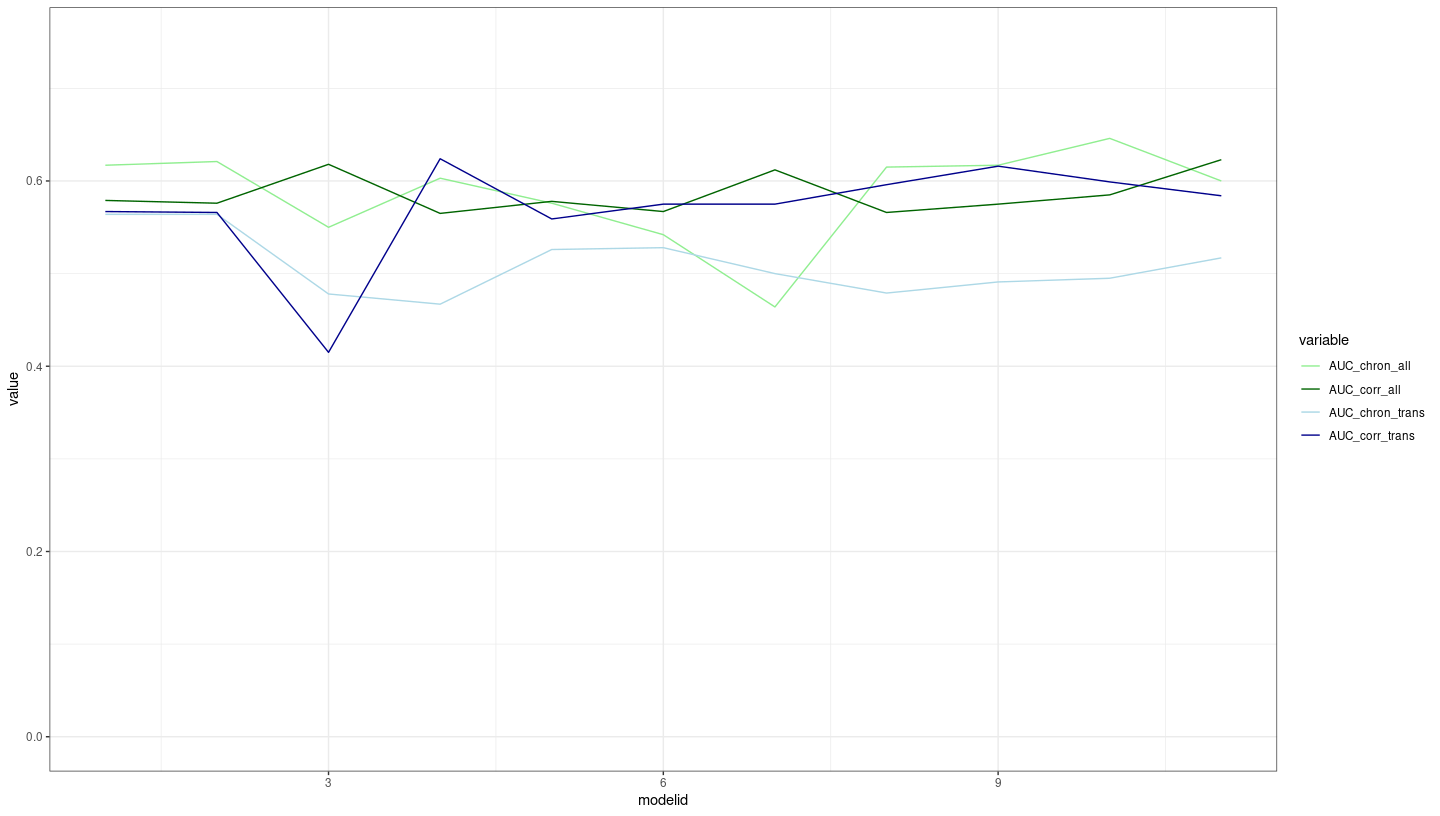 value
0.6
0.4
0.2
0.0
3
6
9
modelid
variable
AUC_chron_all
AUC_corr_all
AUC_chron_trans
AUC_corr_trans